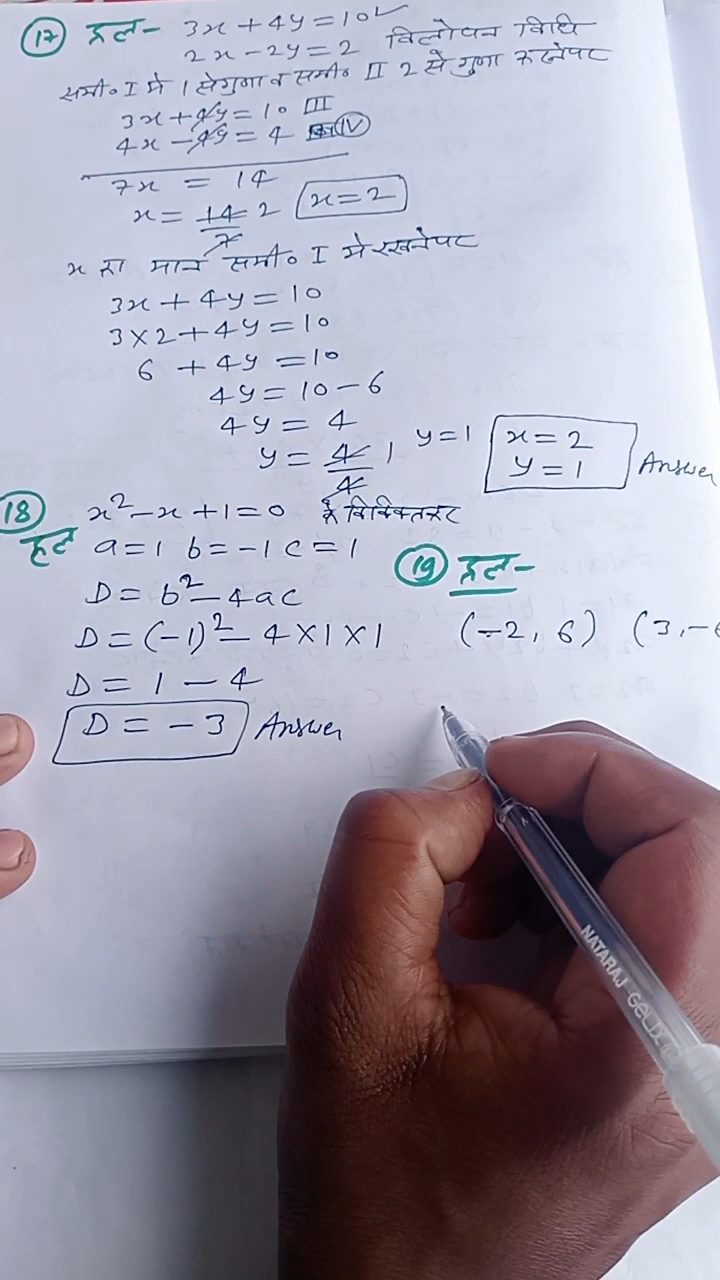 17 हल- 3x + 4y = 10
2x - 2y = 2 विलोपन विधि
समी॰ I मे 1 से गुणा व समी॰ II 2 से गुणा करनेपर
3x + 4y = 10 III
4x - 4y = 4 IV
7x = 14
x = 14/7 2 x = 2
x का मान समी॰ I मे रखनेपर
3x + 4y = 10
3 × 2 + 4y = 10
6 + 4y = 10
4y = 10 - 6
4y = 4
y = 4/4 1 y = 1 x = 2 y = 1 Answer
18 x² - x + 1 = 0 के विविक्तकर
हल a = 1 b = -1 c = 1
D = b² - 4ac
D = (-1)² - 4 × 1 × 1
D = 1 - 4
D = -3 Answer
19 हल-
(-2, 6) (3, -6
NATARAJ GOLD